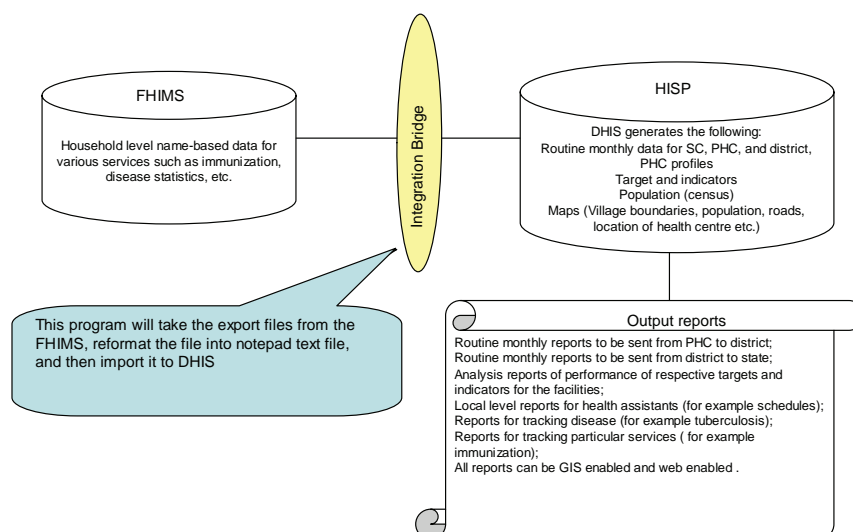 FHIMS
Household level name-based data for
various services such as immunization,
disease statistics, etc.
Integration Bridge
HISP
DHIS generates the following:
Routine monthly data for SC, PHC, and district,
PHC profiles
Target and indicators
Population (census)
Maps (Village boundaries, population, roads,
location of health centre etc.)
This program will take the export files from the
FHIMS, reformat the file into notepad text file,
and then import it to DHIS
Output reports
Routine monthly reports to be sent from PHC to district;
Routine monthly reports to be sent from district to state;
Analysis reports of performance of respective targets and
indicators for the facilities;
Local level reports for health assistants (for example schedules);
Reports for tracking disease (for example tuberculosis);
Reports for tracking particular services ( for example
immunization);
All reports can be GIS enabled and web enabled .